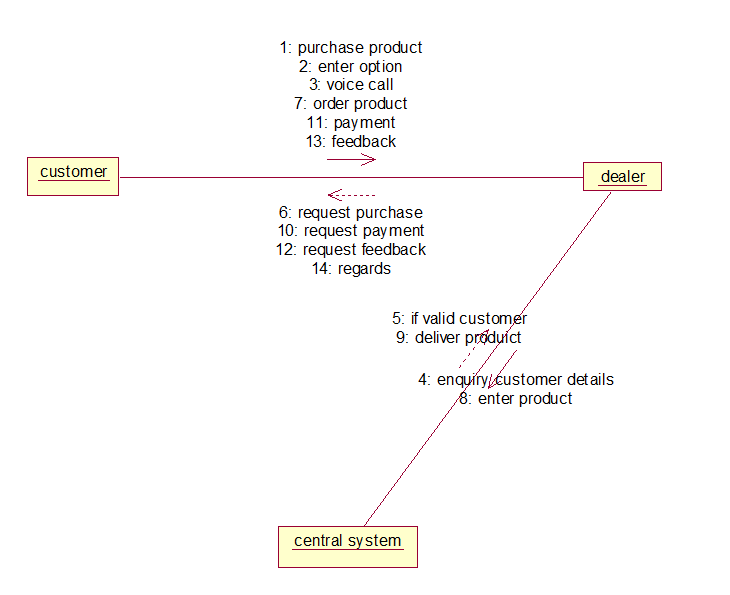 1: purchase product
2: enter option
3: voice call
7: order product
11: payment
13: feedback
customer
dealer
6: request purchase
10: request payment
12: request feedback
14: regards
5: if valid customer
9: deliver produict
4: enquiry customer details
8: enter product
central system